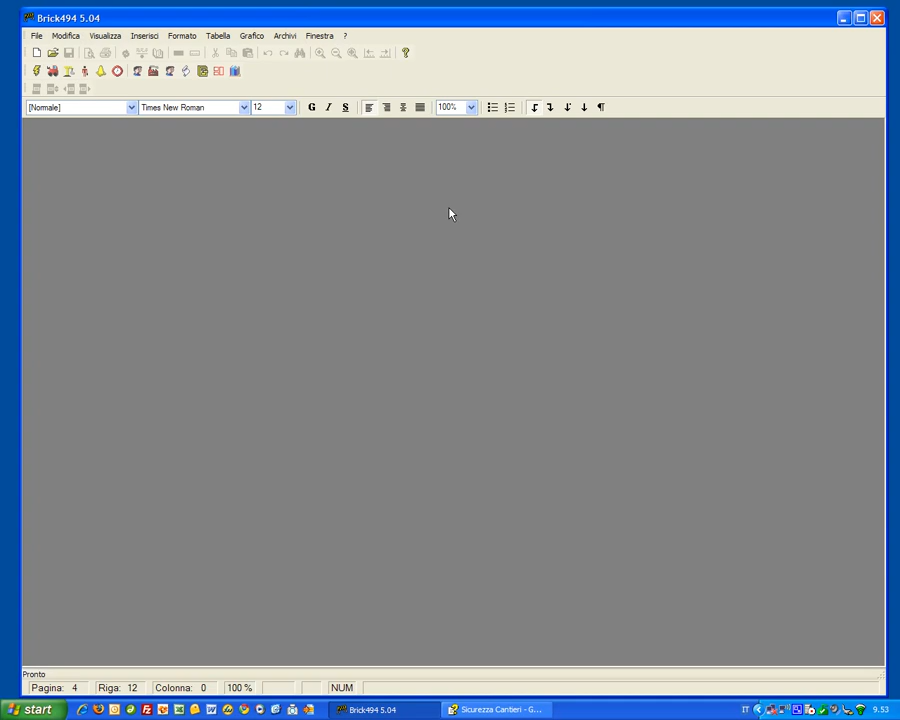 Brick494 5.04
File Modifica Visualizza Inserisci Formato Tabella Grafico Archivi Finestra ?
[Normale] Times New Roman 12 G I S 100%
Pronto
Pagina: 4 Riga: 12 Colonna: 0 100 % NUM
start Brick494 5.04 Sicurezza Cantieri - G... IT 9.53